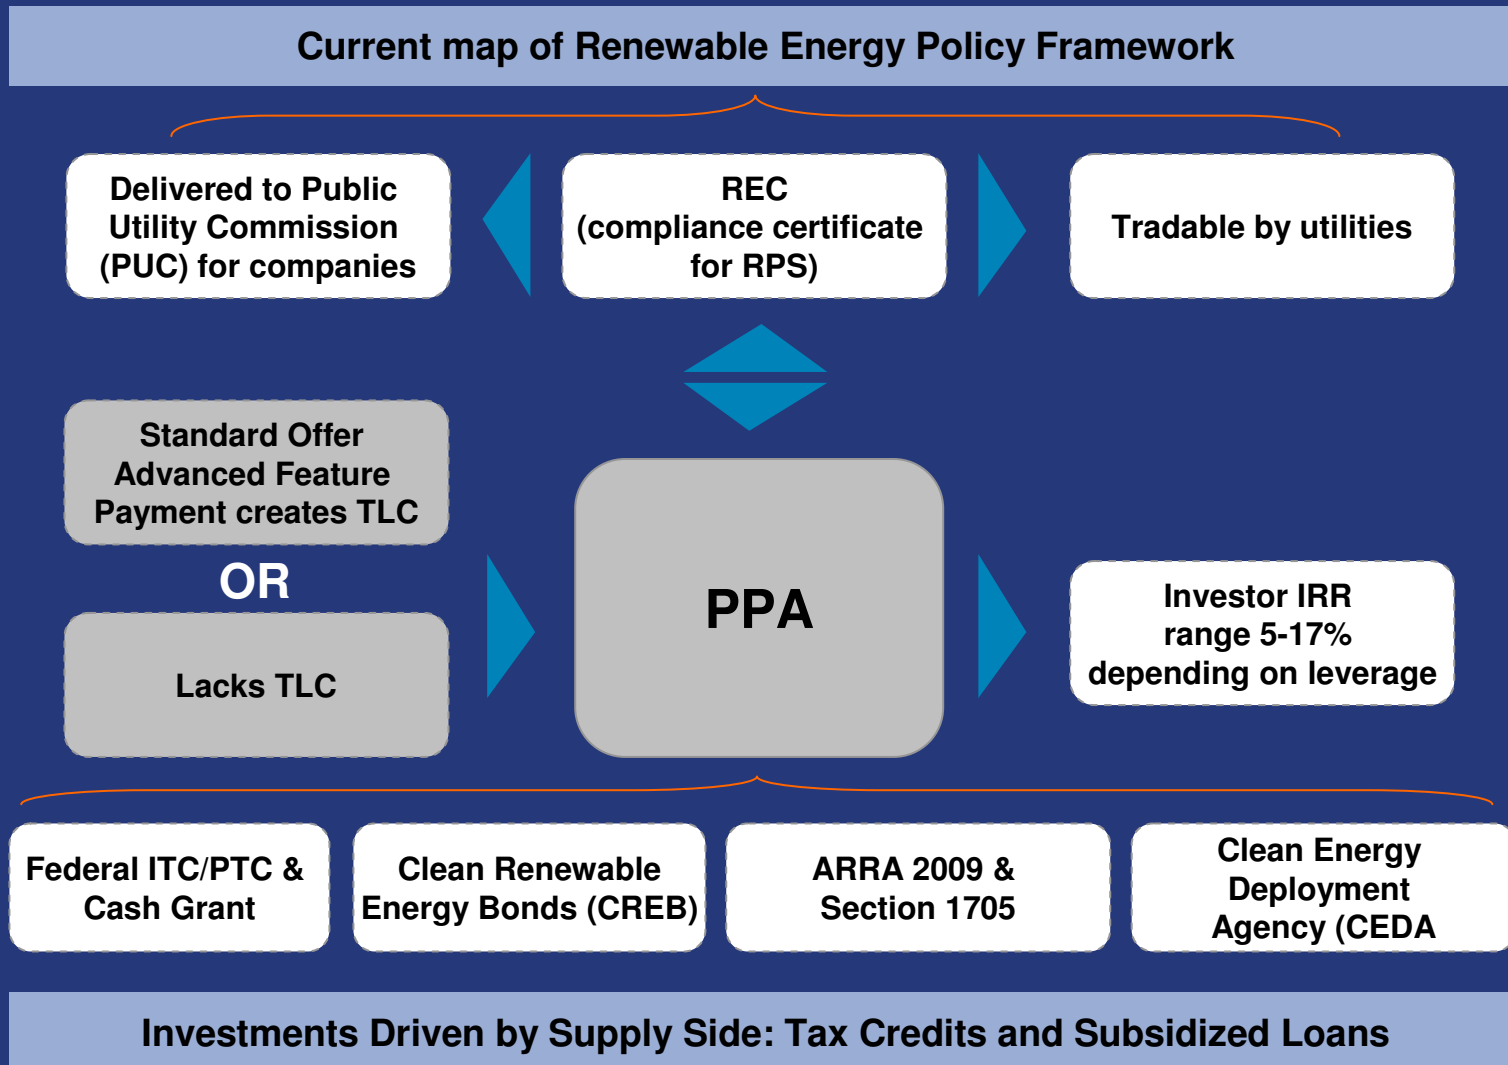 Current map of Renewable Energy Policy Framework
Delivered to Public
Utility Commission
(PUC) for companies
REC
(compliance certificate
for RPS)
Tradable by utilities
Standard Offer
Advanced Feature
Payment creates TLC
OR
Lacks TLC
PPA
Investor IRR
range 5-17%
depending on leverage
Federal ITC/PTC &
Cash Grant
Clean Renewable
Energy Bonds (CREB)
ARRA 2009 &
Section 1705
Clean Energy
Deployment
Agency (CEDA
Investments Driven by Supply Side: Tax Credits and Subsidized Loans